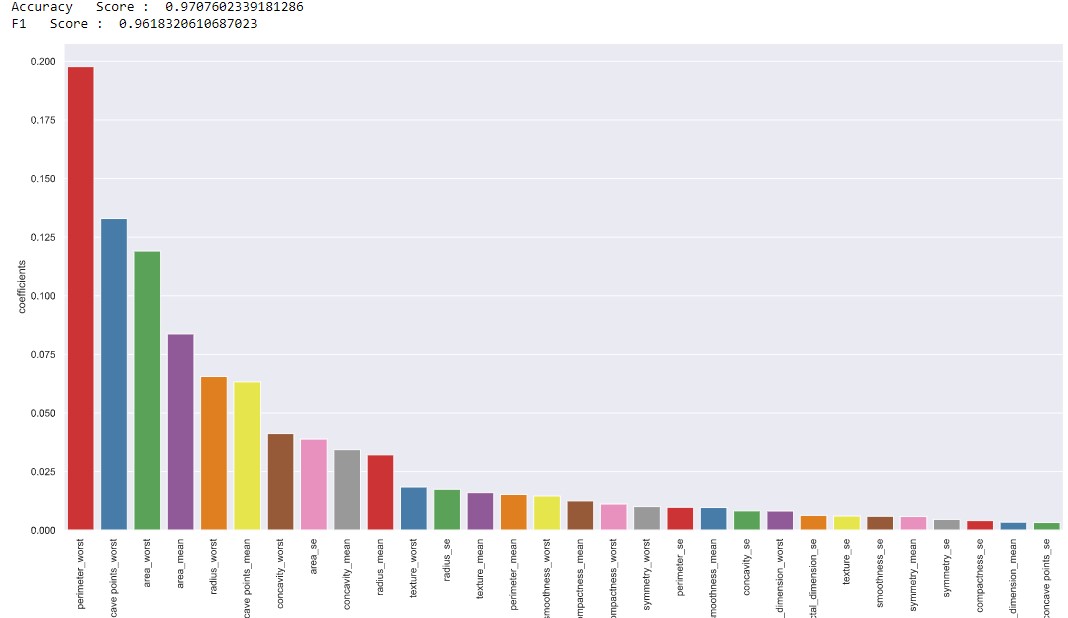 Accuracy Score : 0.9707602339181286
F1 Score : 0.9618320610687023
0.200
0.175
0.150
0.125
0.100
0.075
0.050
0.025
0.000
coefficients
perimeter_worst
cave points_worst
area_worst
area_mean
radius_worst
cave points_mean
concavity_worst
area_se
concavity_mean
radius_mean
texture_worst
radius_se
texture_mean
perimeter_mean
smoothness_worst
mpactness_mean
mpactness_worst
symmetry_worst
perimeter_se
moothness_mean
concavity_se
_dimension_worst
ctal_dimension_se
texture_se
smoothness_se
symmetry_mean
symmetry_se
compactness_se
_dimension_mean
concave points_se